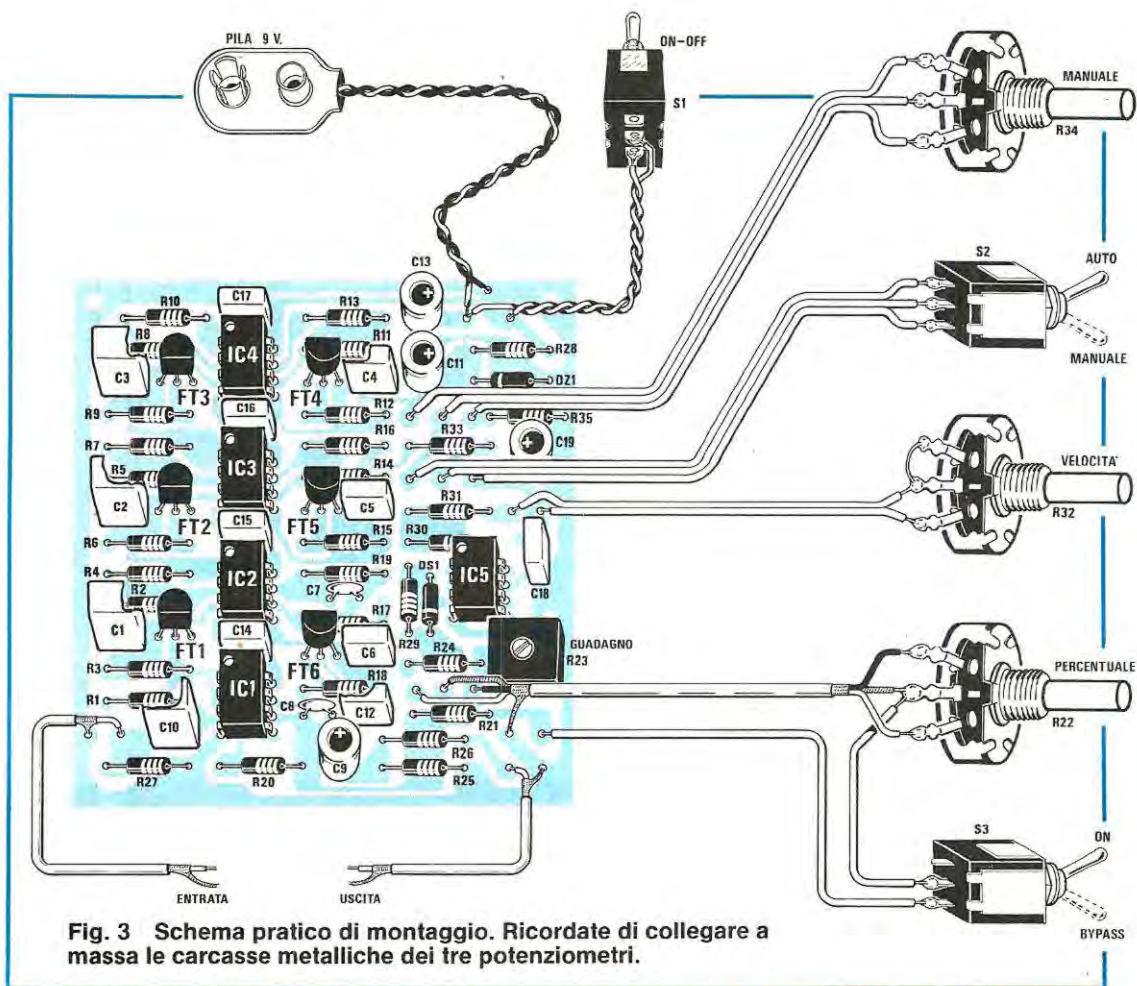 PILA 9 V.
ON-OFF
S1
MANUALE
R34
S2
AUTO
MANUALE
C13
R10
C17
R13
R8
IC4
R11
C11
R28
C3
C4
DZ1
FT3
FT4
C16
R12
R35
R9
R16
R33
C19
R7
R5
IC3
R14
VELOCITA'
C2
C5
R32
FT2
FT5
R31
C15
R6
R15
R30
R4
R19
DS1
IC5
R2
IC2
C7
C18
C1
R17
C14
C6
R29
GUADAGNO
R23
FT1
FT6
R24
PERCENTUALE
R3
R18
R1
IC1
C8
C12
R21
R22
C10
R26
C9
R27
R20
R25
S3
ON
BYPASS
ENTRATA
USCITA
Fig. 3 Schema pratico di montaggio. Ricordate di collegare a
massa le carcasse metalliche dei tre potenziometri.